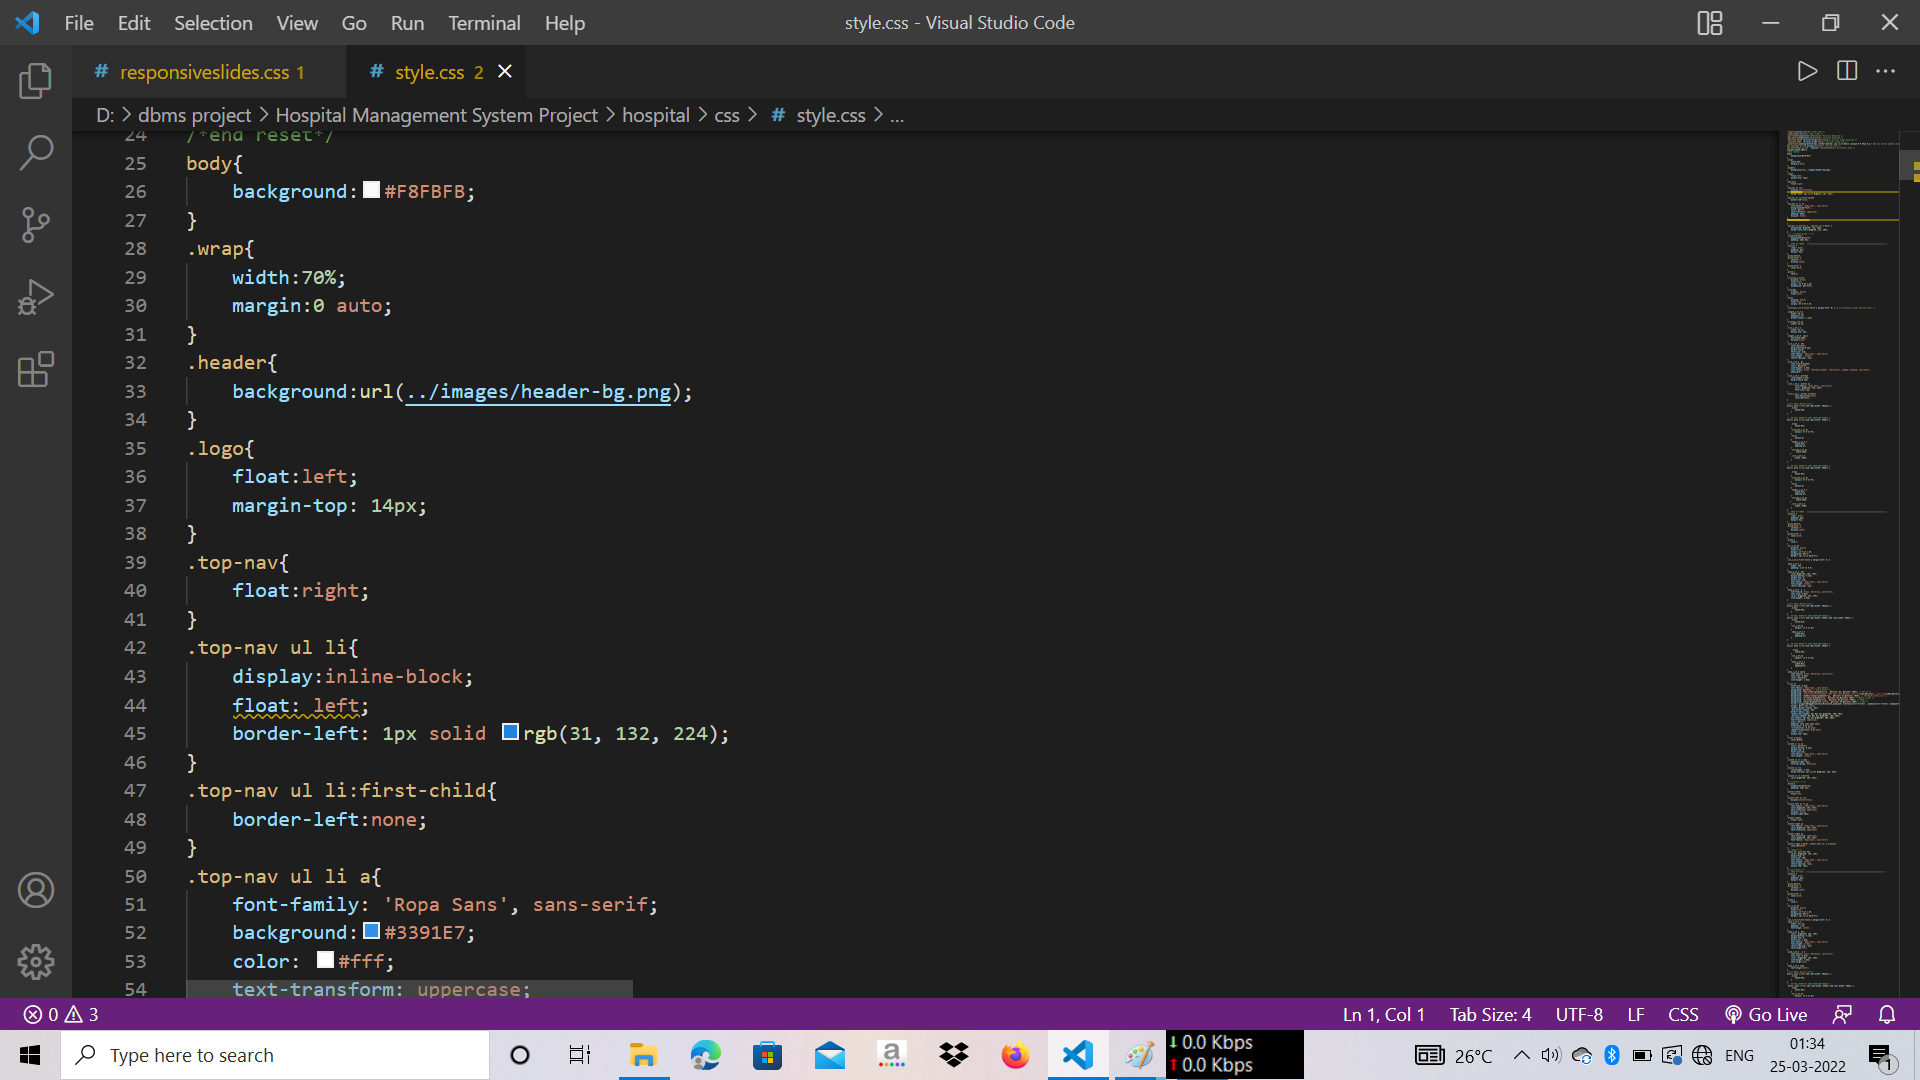 File Edit Selection View Go Run Terminal Help
style.css - Visual Studio Code
# responsiveslides.css 1
# style.css 2
D: > dbms project > Hospital Management System Project > hospital > css > # style.css > ...
24 /*end reset*/
25 body{
26 background: #F8FBFB;
27 }
28 .wrap{
29 width:70%;
30 margin:0 auto;
31 }
32 .header{
33 background:url(../images/header-bg.png);
34 }
35 .logo{
36 float:left;
37 margin-top: 14px;
38 }
39 .top-nav{
40 float:right;
41 }
42 .top-nav ul li{
43 display:inline-block;
44 float: left;
45 border-left: 1px solid rgb(31, 132, 224);
46 }
47 .top-nav ul li:first-child{
48 border-left:none;
49 }
50 .top-nav ul li a{
51 font-family: 'Ropa Sans', sans-serif;
52 background: #3391E7;
53 color: #fff;
54 text-transform: uppercase;
0 3
Ln 1, Col 1 Tab Size: 4 UTF-8 LF CSS Go Live
Type here to search
a
0.0 Kbps
0.0 Kbps
26°C
ENG
01:34
25-03-2022
1